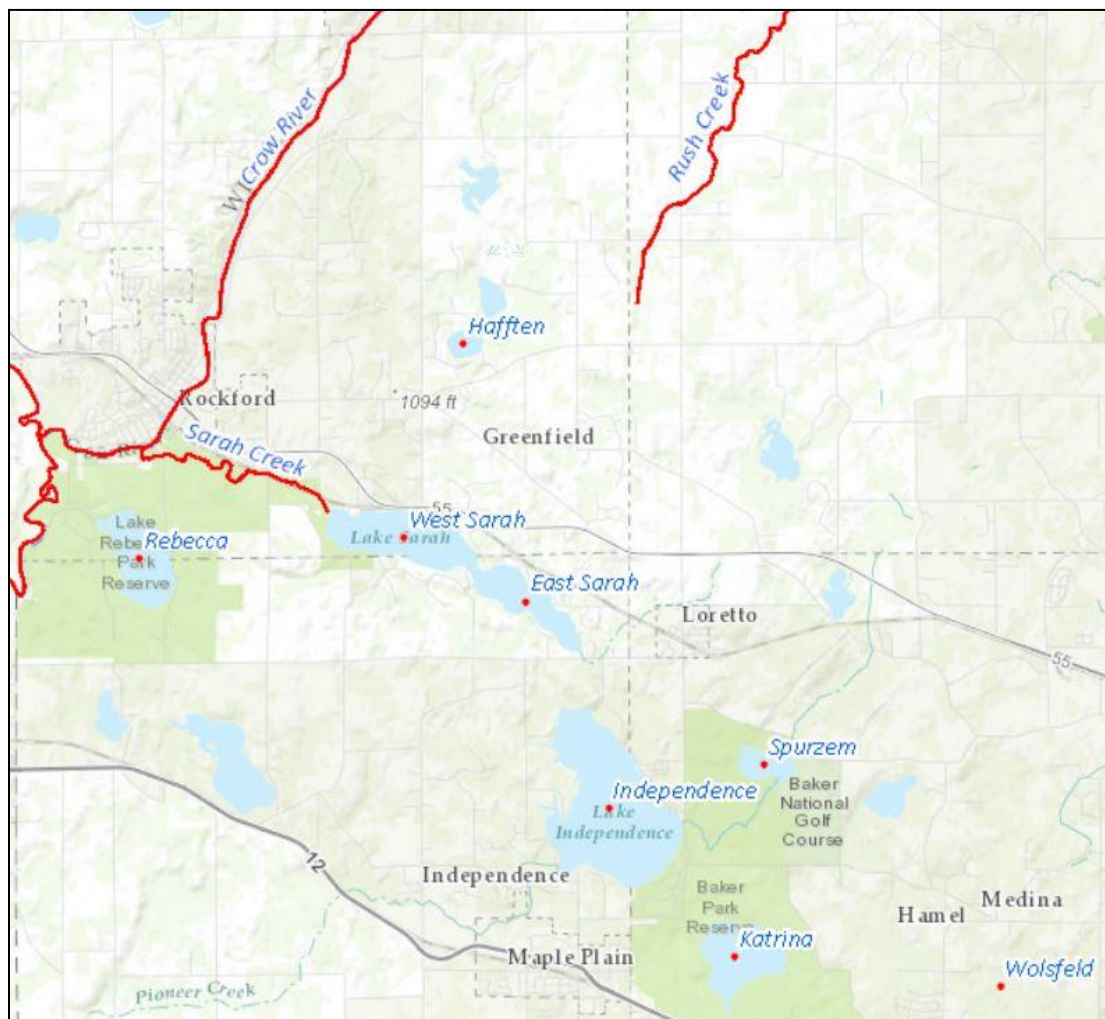 Crow River
Rush Creek
Hafften
Rockford
1094 ft
Sarah Creek
Greenfield
55
West Sarah
Lake Sarah
Lake
Park
Reserve
Rebecca
East Sarah
Loretto
55
Spurzem
Independence
Lake
Independence
Baker
National
Golf
Course
12
Independence
Baker
Park
Reserve
Medina
Hamel
Katrina
Maple Plain
Wolsfeld
Pioneer Creek